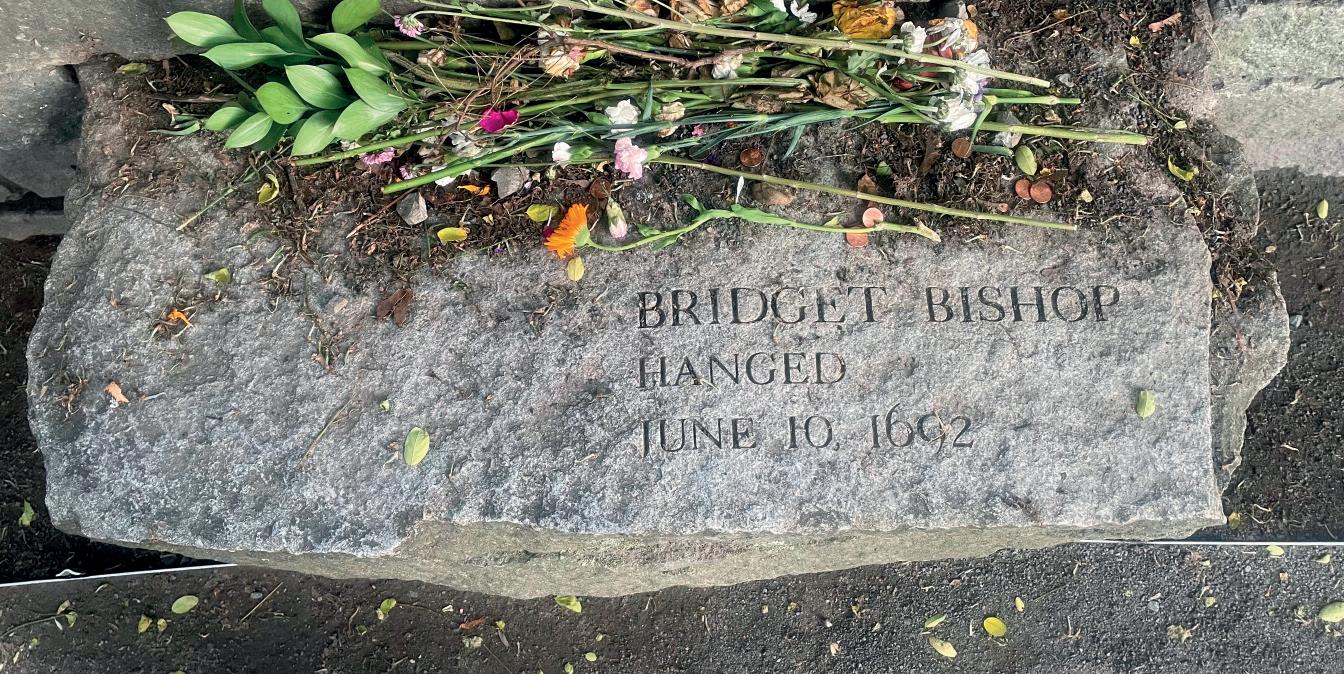 BRIDGET BISHOP
HANGED
JUNE 10, 1692